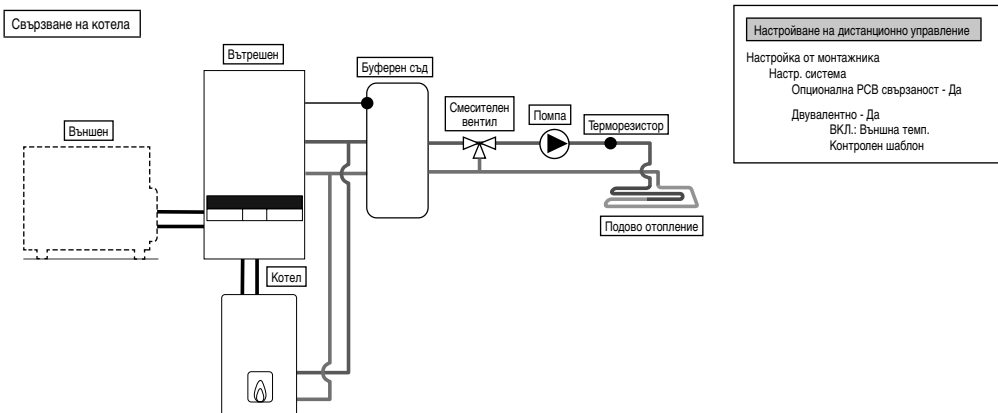 Свързване на котела
Вътрешен
Буферен съд
Външен
Смесителен
вентил
Помпа
Терморезистор
Подово отопление
Котел
Настройване на дистанционно управление
Настройка от монтажника
Настр. система
Опционална PCB свързаност - Да
Двувалентно - Да
ВКЛ.: Външна темп.
Контролен шаблон